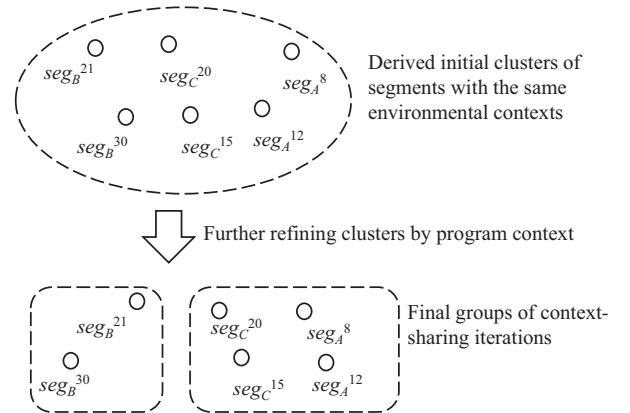 seg_B^21
seg_C^20
seg_A^8
Derived initial clusters of
segments with the same
environmental contexts
seg_B^30
seg_C^15
seg_A^12
Further refining clusters by program context
seg_B^21
seg_C^20
seg_A^8
seg_B^30
seg_C^15
seg_A^12
Final groups of context-
sharing iterations